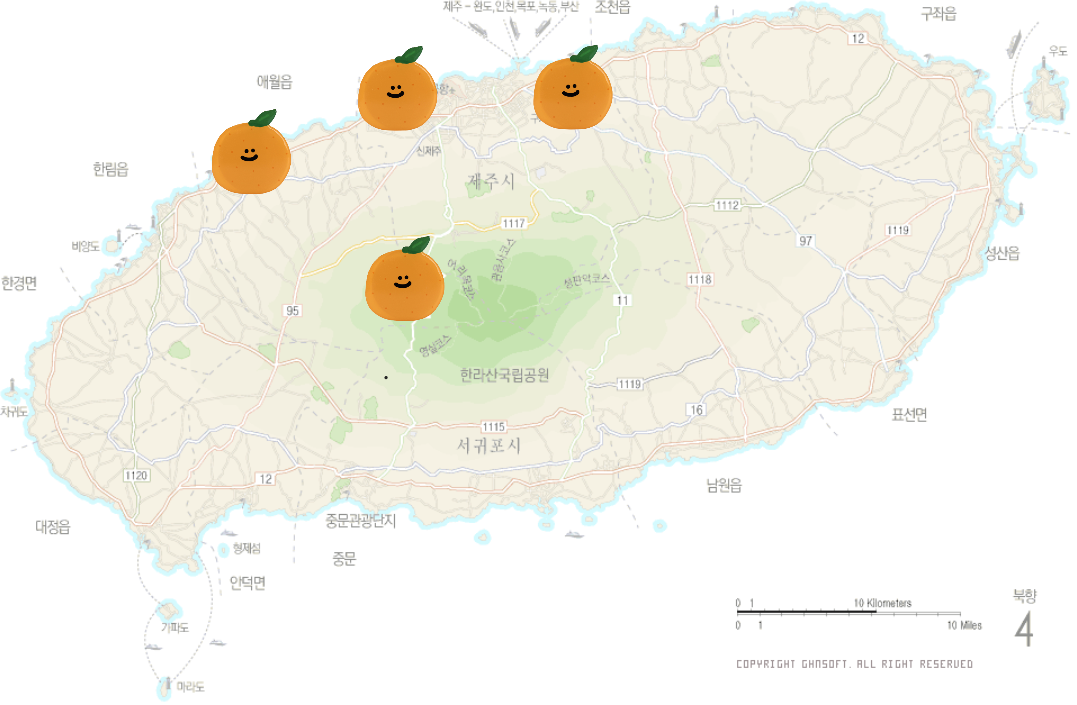 제주 - 완도,인천,목포,녹동,부산
조천읍
구좌읍
12
우도
애월읍
신제주
한림읍
제주시
1112
1117
비양도
97
1119
성산읍
어리목코스
관음사코스
성판악코스
한경면
1118
11
95
영실코스
한라산국립공원
1119
차귀도
16
표선면
1115
서귀포시
1120
12
남원읍
대정읍
중문관광단지
형제섬
중문
안덕면
가파도
마라도
북향
4
0 1 10 Kilometers
0 1 10 Miles
COPYRIGHT GHNSOFT. ALL RIGHT RESERVED